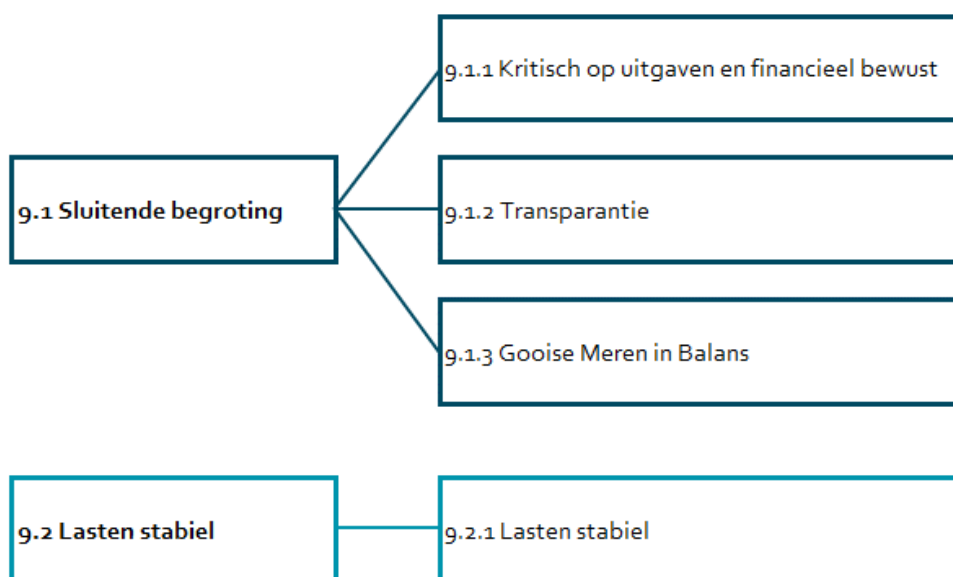 9.1.1 Kritisch op uitgaven en financieel bewust
9.1 Sluitende begroting
9.1.2 Transparantie
9.1.3 Gooise Meren in Balans
9.2 Lasten stabiel
9.2.1 Lasten stabiel